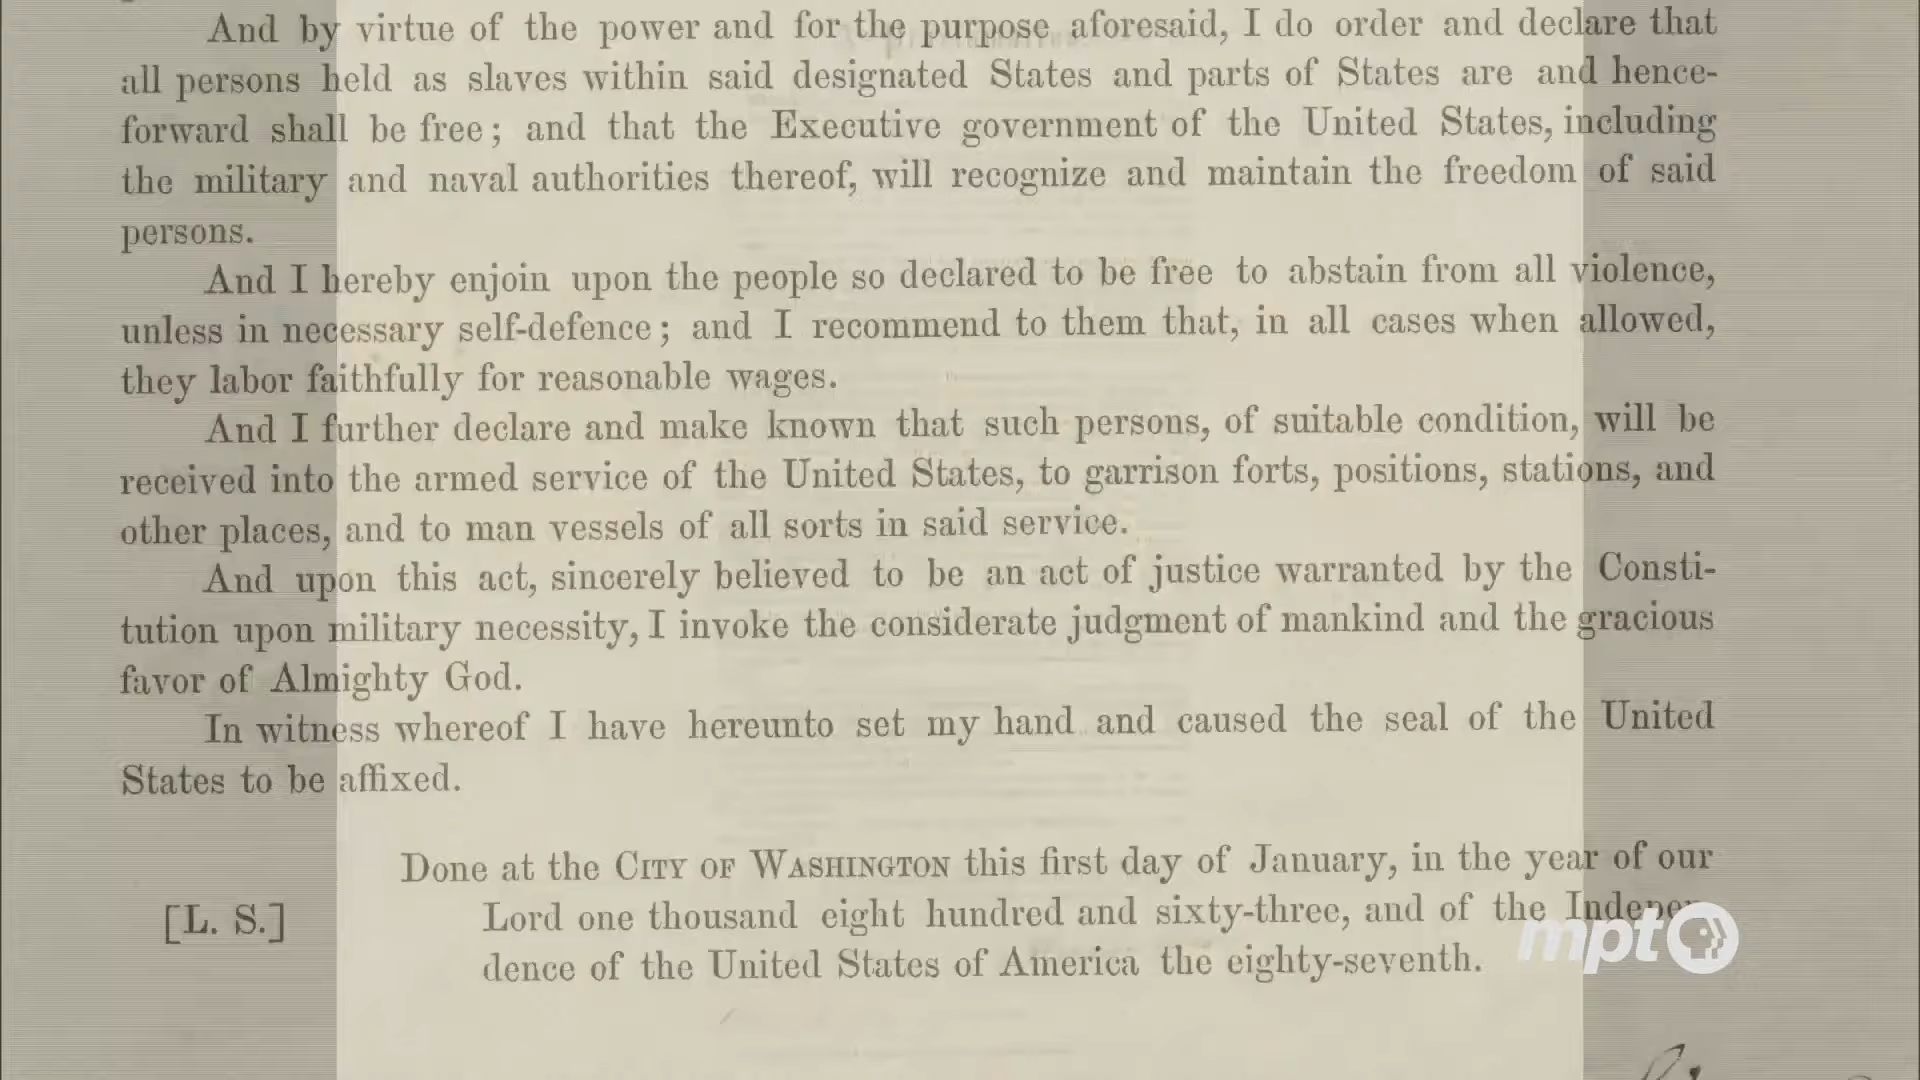 And by virtue of the power and for the purpose aforesaid, I do order and declare that
all persons held as slaves within said designated States and parts of States are and hence-
forward shall be free; and that the Executive government of the United States, including
the military and naval authorities thereof, will recognize and maintain the freedom of said
persons.
And I hereby enjoin upon the people so declared to be free to abstain from all violence,
unless in necessary self-defence; and I recommend to them that, in all cases when allowed,
they labor faithfully for reasonable wages.
And I further declare and make known that such persons, of suitable condition, will be
received into the armed service of the United States, to garrison forts, positions, stations, and
other places, and to man vessels of all sorts in said service.
And upon this act, sincerely believed to be an act of justice warranted by the Consti-
tution upon military necessity, I invoke the considerate judgment of mankind and the gracious
favor of Almighty God.
In witness whereof I have hereunto set my hand and caused the seal of the United
States to be affixed.
Done at the CITY OF WASHINGTON this first day of January, in the year of our
[L. S.] Lord one thousand eight hundred and sixty-three, and of the Indepen-
dence of the United States of America the eighty-seventh.
mpt